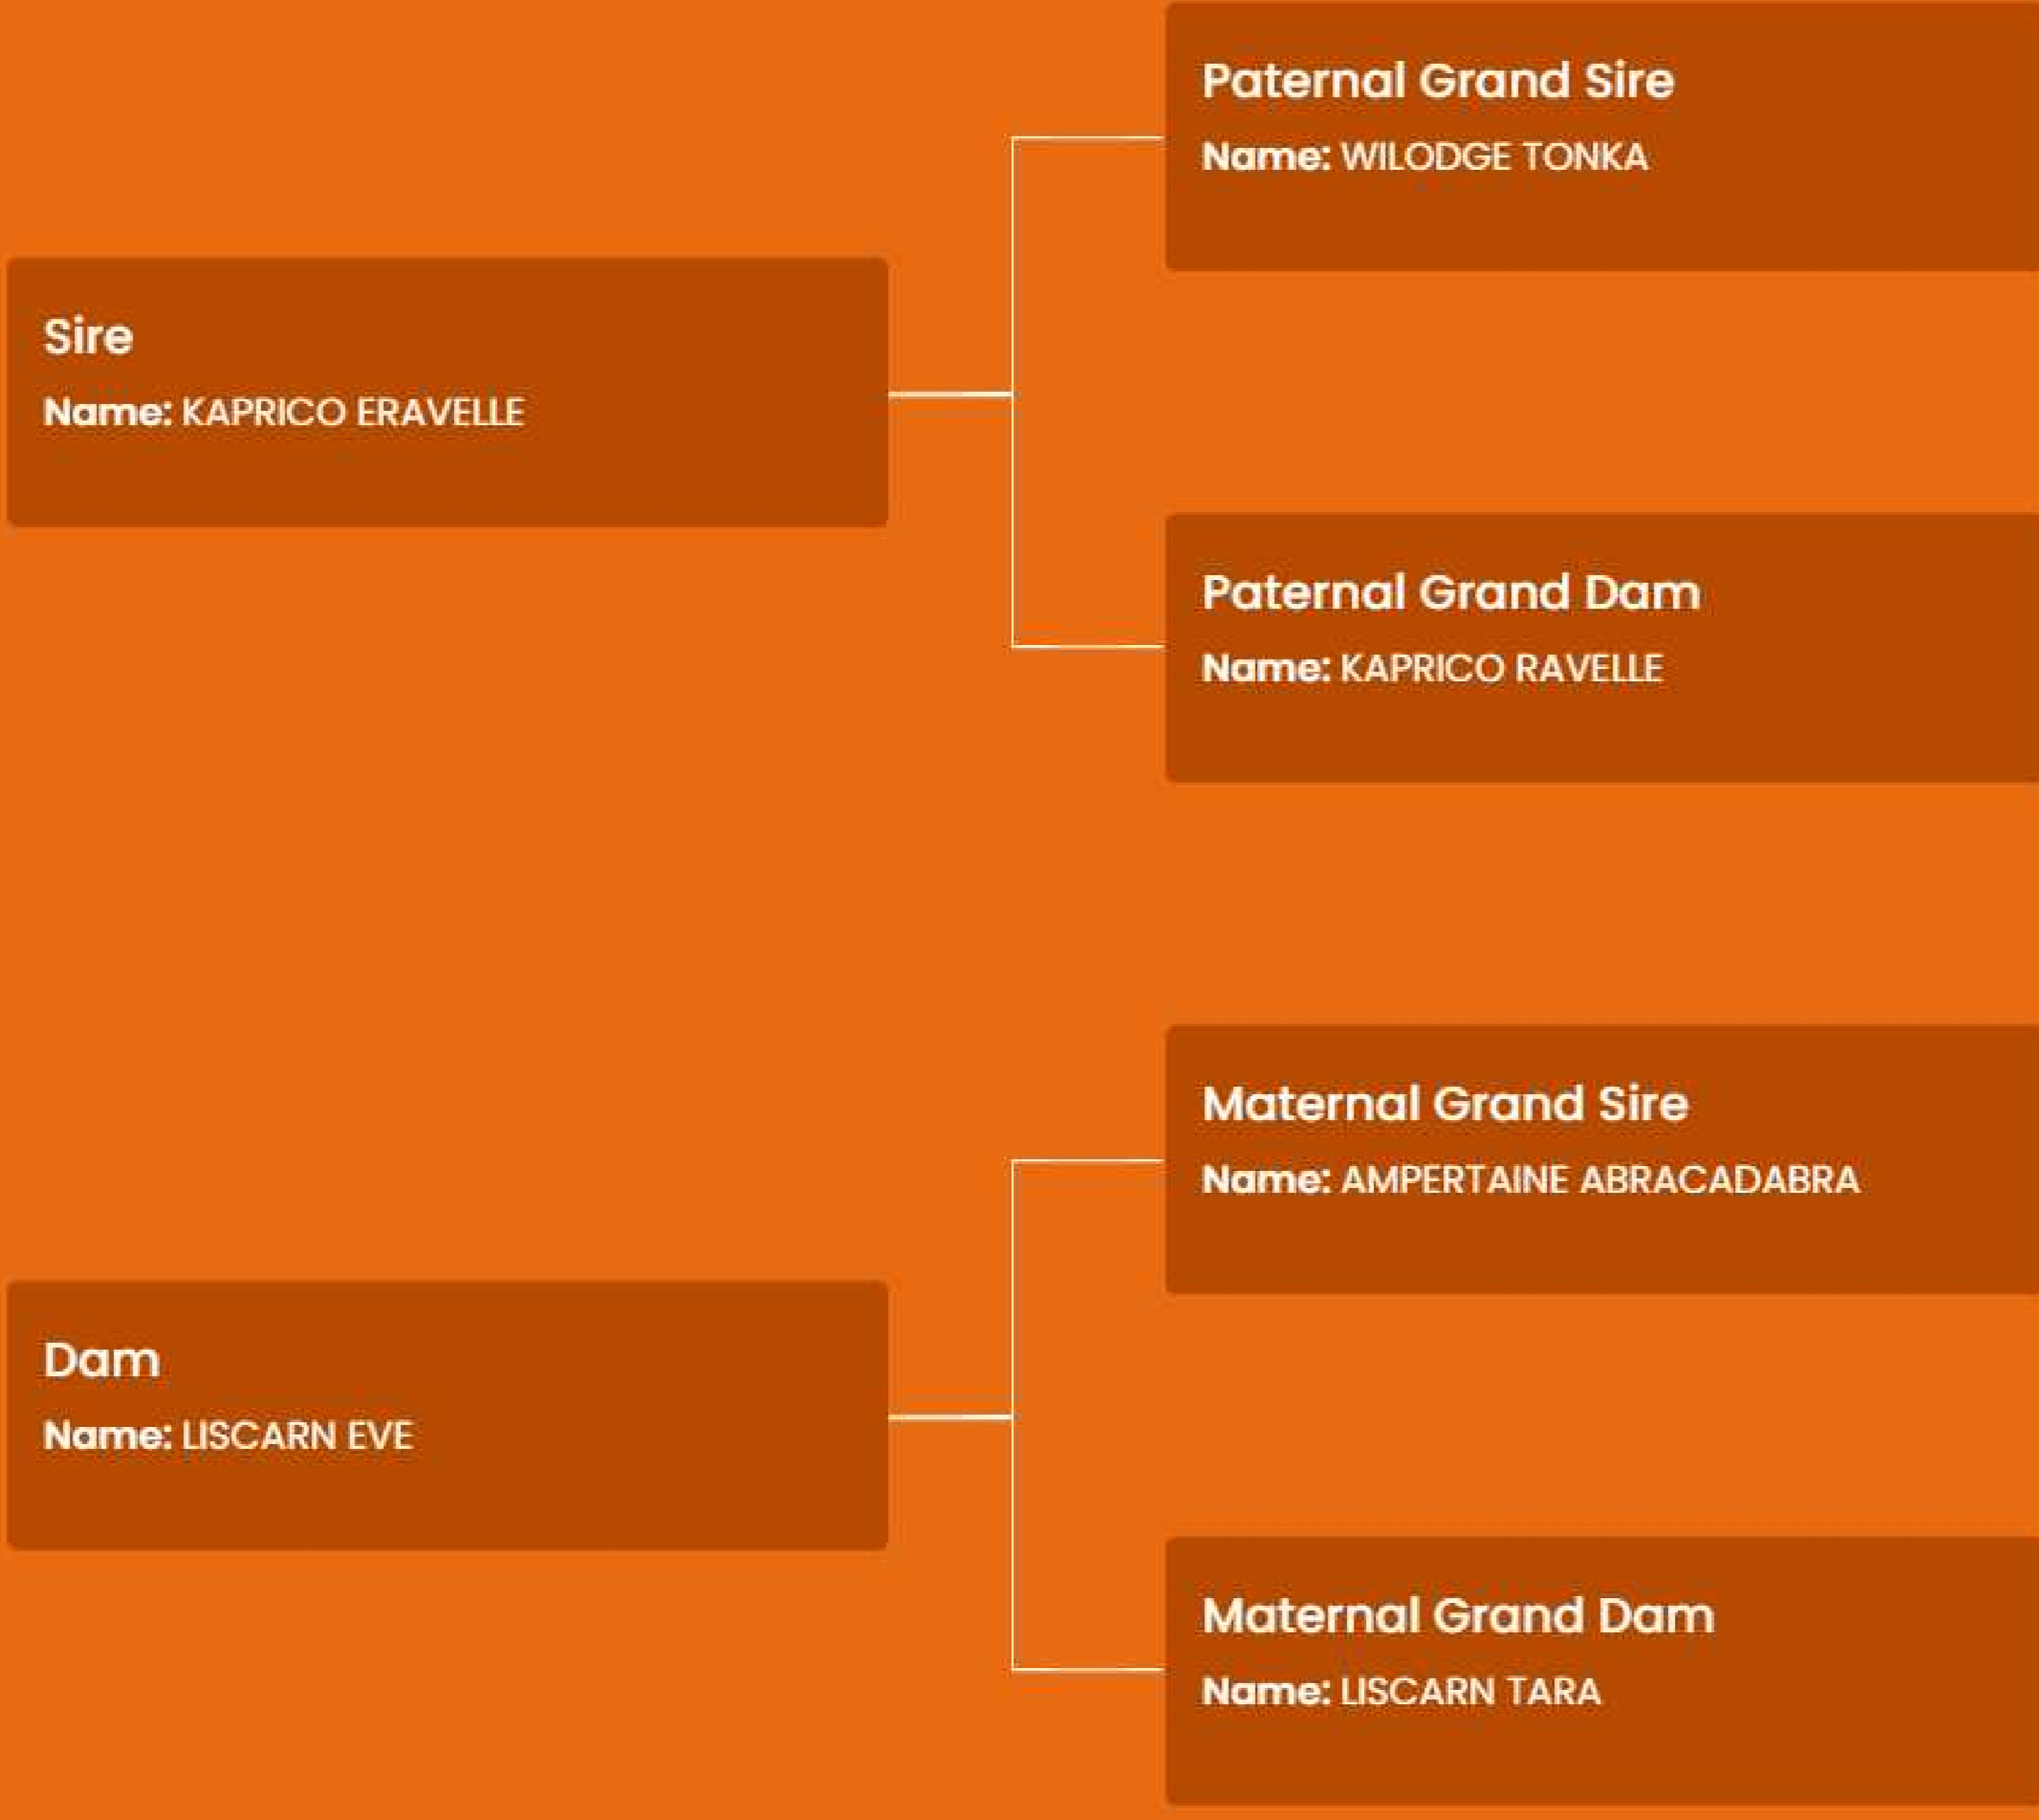 Paternal Grand Sire
Name: WILODGE TONKA
Sire
Name: KAPRICO ERAVELLE
Paternal Grand Dam
Name: KAPRICO RAVELLE
Maternal Grand Sire
Name: AMPERTAINE ABRACADABRA
Dam
Name: LISCARN EVE
Maternal Grand Dam
Name: LISCARN TARA